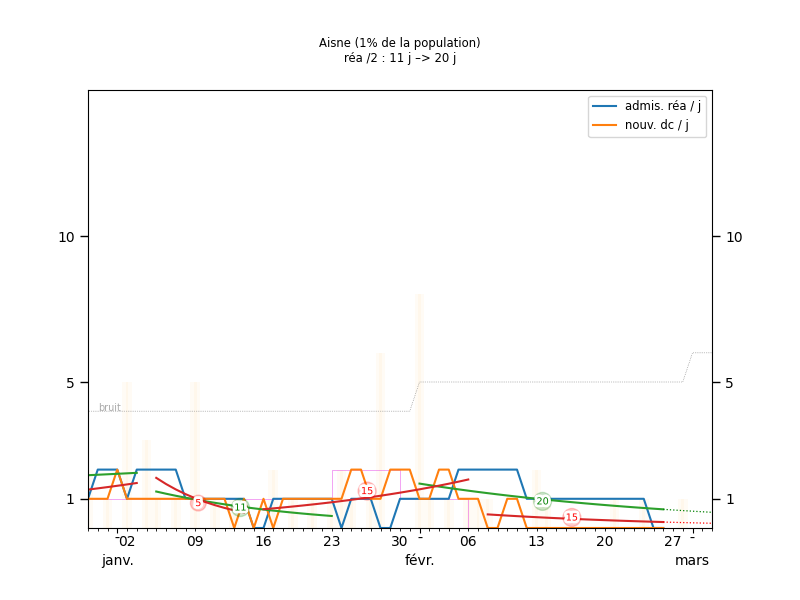 Aisne (1% de la population)
réa /2 : 11 j –> 20 j
admis. réa / j
nouv. dc / j
10
10
5
5
bruit
1
1
5
11
15
20
15
02
09
16
23
30
06
13
20
27
janv.
févr.
mars